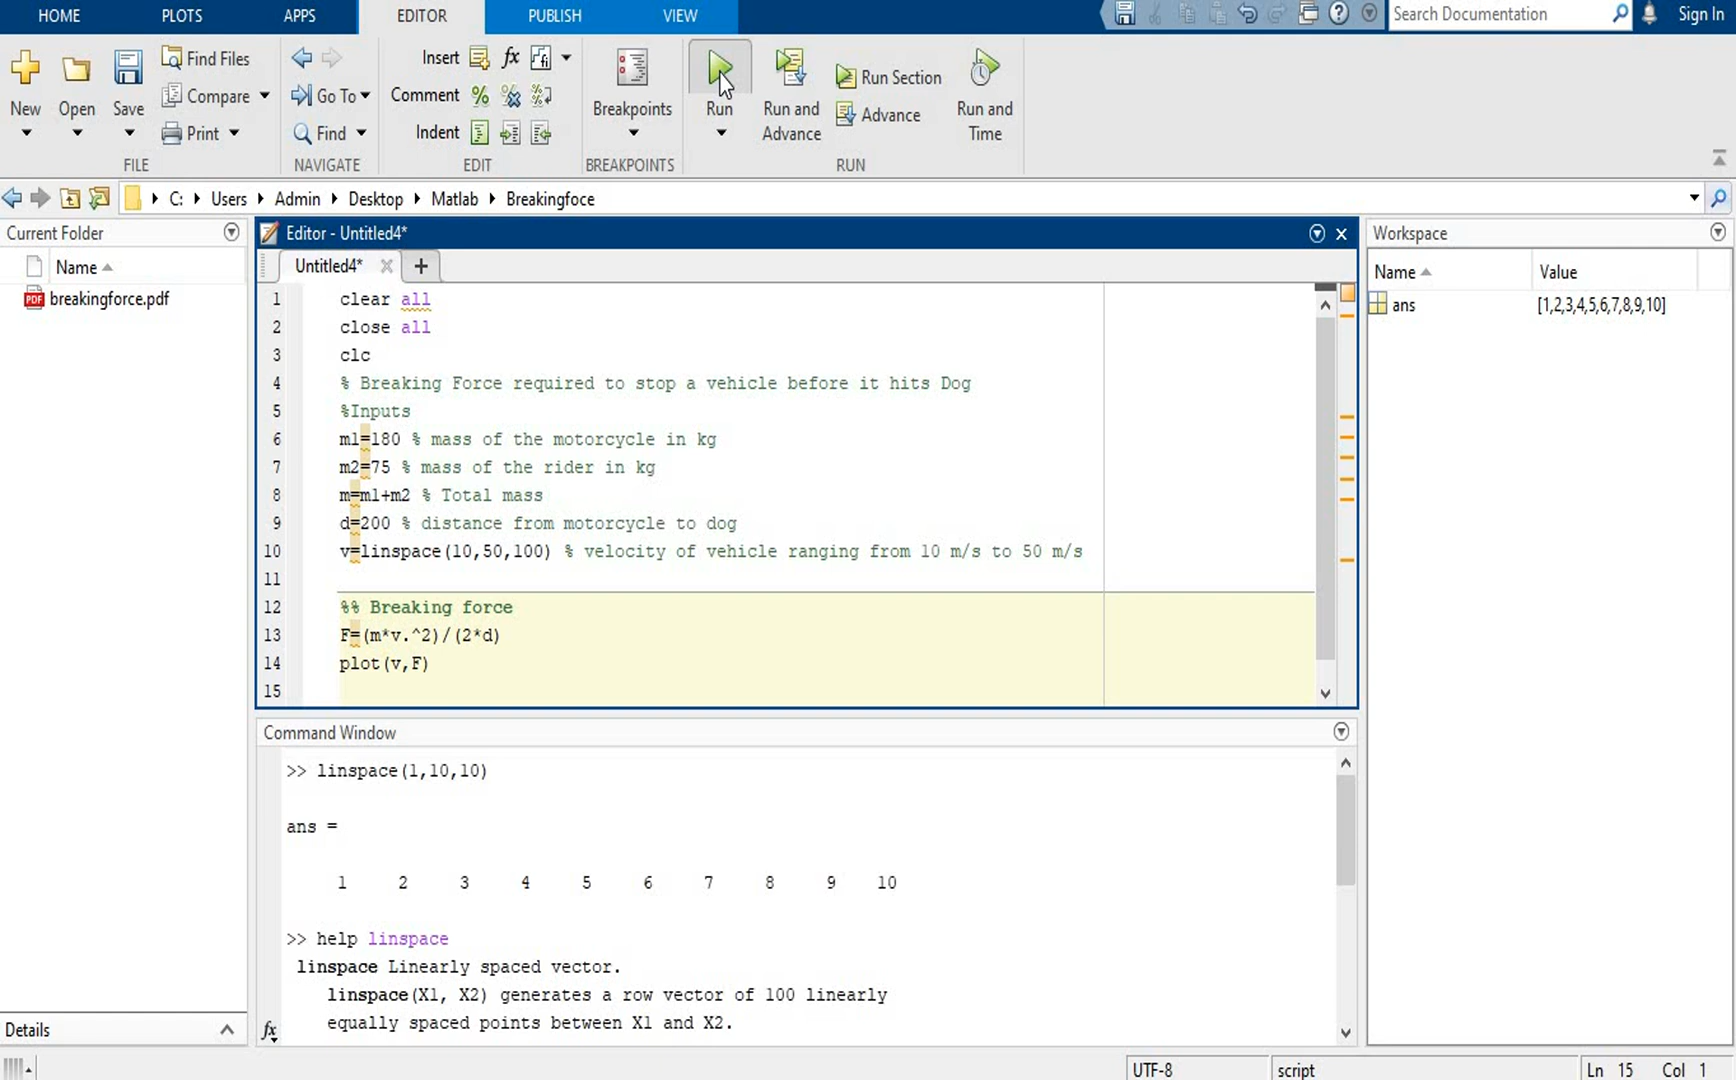 HOME PLOTS APPS EDITOR PUBLISH VIEW Search Documentation Sign In
New Open Save Find Files Compare Print
FILE
Go To Find
NAVIGATE
Insert fx
Comment
Indent
EDIT
Breakpoints
BREAKPOINTS
Run
Run and Advance
Run Section
Advance
Run and Time
RUN
C: Users Admin Desktop Matlab Breakingfoce
Current Folder
Name
breakingforce.pdf
Details
Editor - Untitled4*
Untitled4*
1 clear all
2 close all
3 clc
4 % Breaking Force required to stop a vehicle before it hits Dog
5 %Inputs
6 m1=180 % mass of the motorcycle in kg
7 m2=75 % mass of the rider in kg
8 m=m1+m2 % Total mass
9 d=200 % distance from motorcycle to dog
10 v=linspace(10,50,100) % velocity of vehicle ranging from 10 m/s to 50 m/s
11
12 %% Breaking force
13 F=(m*v.^2)/(2*d)
14 plot(v,F)
15
Command Window
>> linspace(1,10,10)
ans =
1 2 3 4 5 6 7 8 9 10
>> help linspace
linspace Linearly spaced vector.
linspace(X1, X2) generates a row vector of 100 linearly
equally spaced points between X1 and X2.
fx
Workspace
Name Value
ans [1,2,3,4,5,6,7,8,9,10]
UTF-8 script Ln 15 Col 1